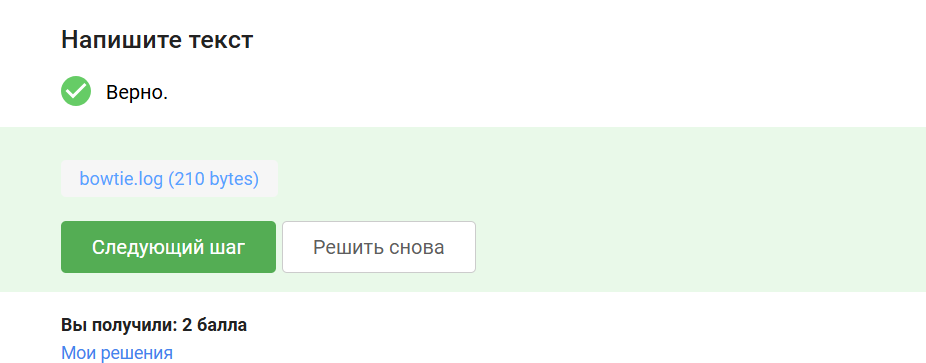 Напишите текст
Верно.
bowtie.log (210 bytes)
Следующий шаг
Решить снова
Вы получили: 2 балла
Мои решения